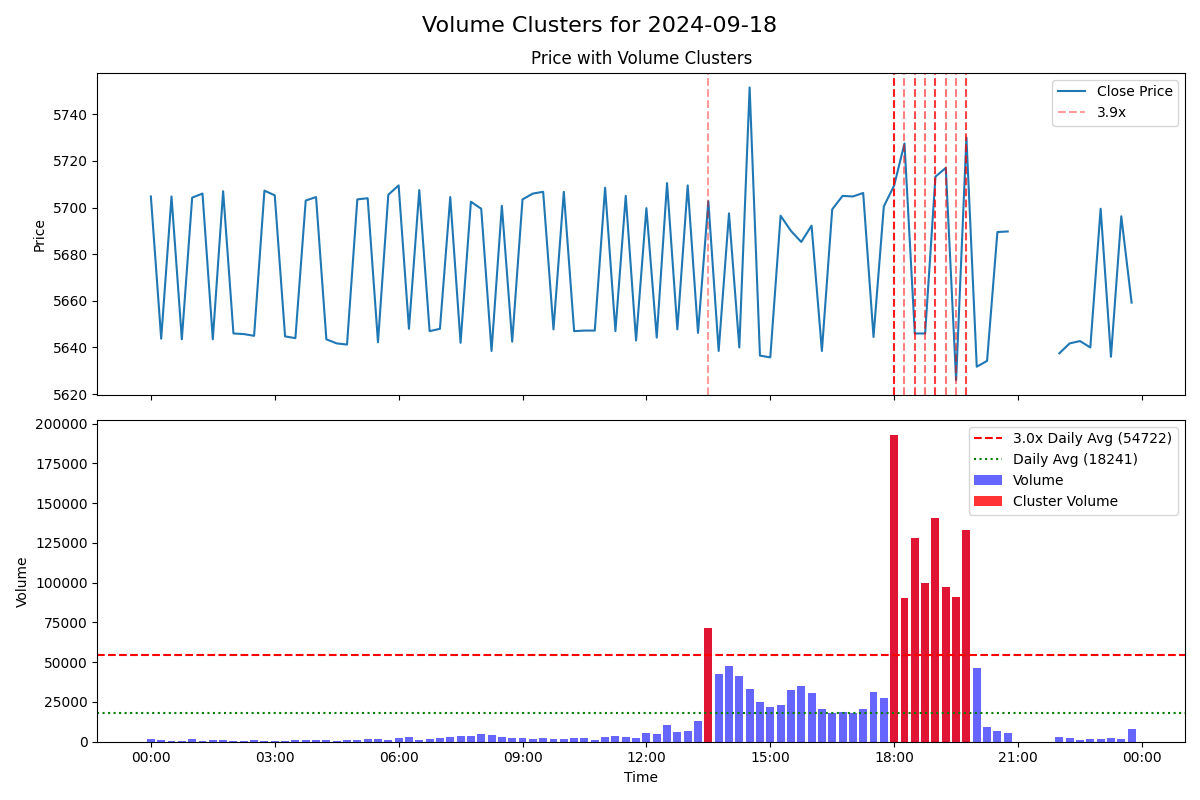 Volume Clusters for 2024-09-18
Price with Volume Clusters
Close Price
3.9x
5740
5720
5700
5680
5660
5640
5620
Price
200000
175000
150000
125000
100000
75000
50000
25000
0
Volume
3.0x Daily Avg (54722)
Daily Avg (18241)
Volume
Cluster Volume
00:00 03:00 06:00 09:00 12:00 15:00 18:00 21:00 00:00
Time